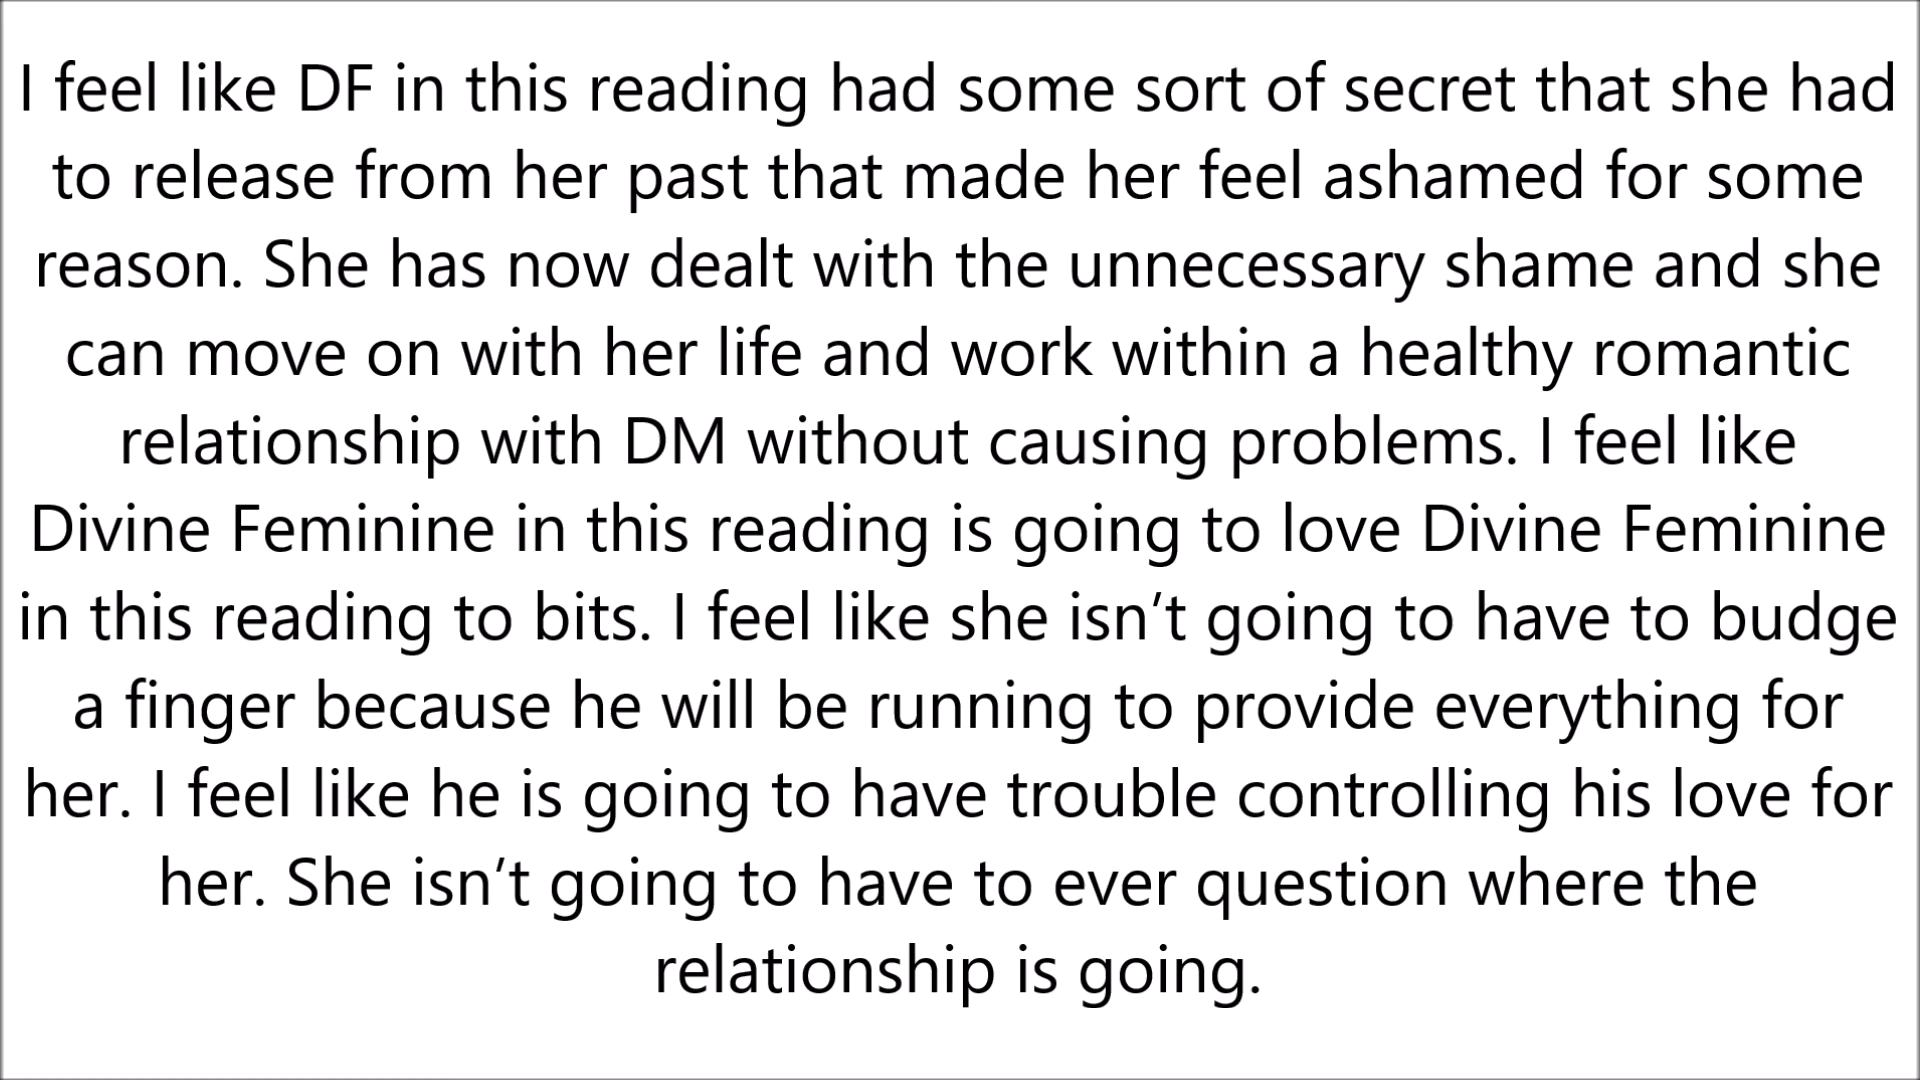 I feel like DF in this reading had some sort of secret that she had
to release from her past that made her feel ashamed for some
reason. She has now dealt with the unnecessary shame and she
can move on with her life and work within a healthy romantic
relationship with DM without causing problems. I feel like
Divine Feminine in this reading is going to love Divine Feminine
in this reading to bits. I feel like she isn’t going to have to budge
a finger because he will be running to provide everything for
her. I feel like he is going to have trouble controlling his love for
her. She isn’t going to have to ever question where the
relationship is going.